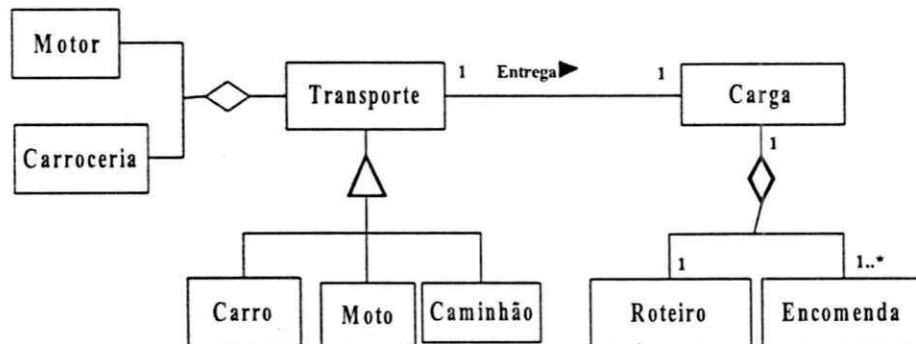 Motor
Carroceria
Transporte
1 Entrega 1
Carga
1
Carro
Moto
Caminhão
1
Roteiro
1..*
Encomenda